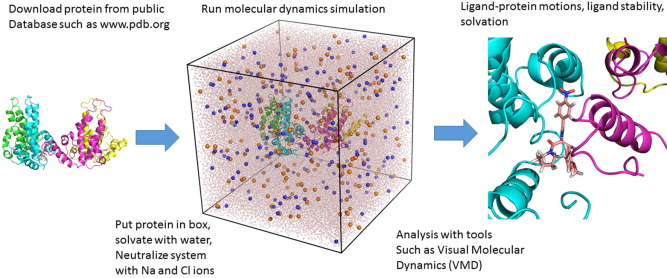 Download protein from public
Database such as www.pdb.org
Run molecular dynamics simulation
Ligand-protein motions, ligand stability,
solvation
Put protein in box,
solvate with water,
Neutralize system
with Na and Cl ions
Analysis with tools
Such as Visual Molecular
Dynamics (VMD)